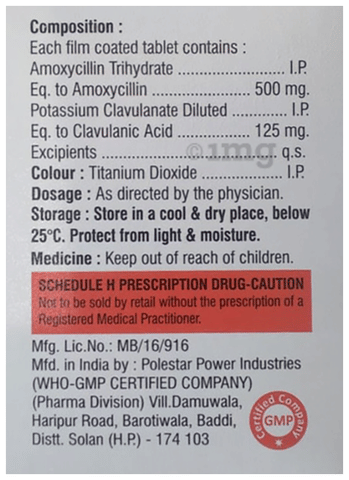 Composition :
Each film coated tablet contains :
Amoxycillin Trihydrate .......................... I.P.
Eq. to Amoxycillin ........................ 500 mg.
Potassium Clavulanate Diluted ............. I.P.
Eq. to Clavulanic Acid ................... 125 mg.
Excipients ........................................ q.s.
Colour : Titanium Dioxide .................... I.P.
Dosage : As directed by the physician.
Storage : Store in a cool & dry place, below
25°C. Protect from light & moisture.
Medicine : Keep out of reach of children.
SCHEDULE H PRESCRIPTION DRUG-CAUTION
Not to be sold by retail without the prescription of a
Registered Medical Practitioner.
Mfg. Lic.No.: MB/16/916
Mfd. in India by : Polestar Power Industries
(WHO-GMP CERTIFIED COMPANY)
(Pharma Division) Vill.Damuwala,
Haripur Road, Barotiwala, Baddi,
Distt. Solan (H.P.) - 174 103
Certified Company
GMP
1mg